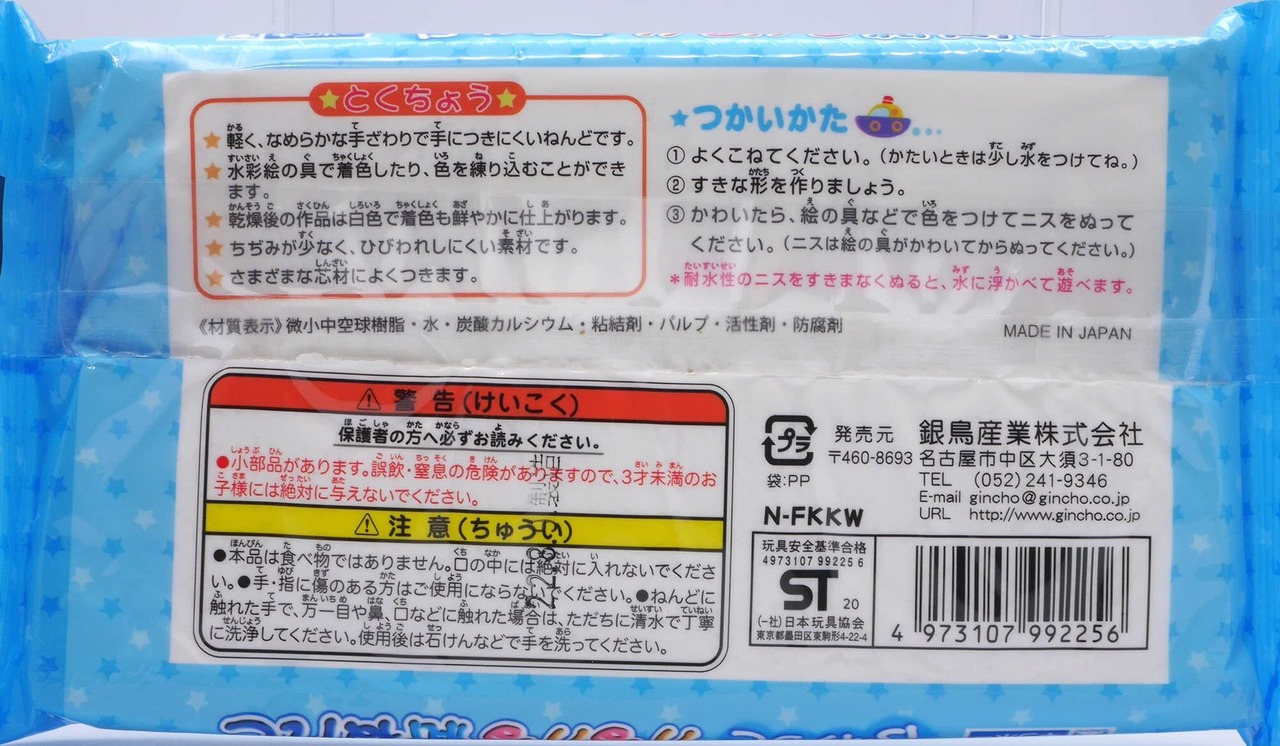 とくちょう
軽く、なめらかな手ざわりで手につきにくいねんどです。
水彩絵の具で着色したり、色を練り込むことができ
ます。
乾燥後の作品は白色で着色も鮮やかに仕上がります。
ちぢみが少なく、ひびわれしにくい素材です。
さまざまな芯材によくつきます。
つかいかた
① よくこねてください。(かたいときは少し水をつけてね。)
② すきな形を作りましょう。
③ かわいたら、絵の具などで色をつけてニスをぬって
ください。(ニスは絵の具がかわいてからぬってください。)
*耐水性のニスをすきまなくぬると、水に浮かべて遊べます。
《材質表示》微小中空球樹脂・水・炭酸カルシウム・粘結剤・パルプ・活性剤・防腐剤
MADE IN JAPAN
警告(けいこく)
保護者の方へ必ずお読みください。
●小部品があります。誤飲・窒息の危険がありますので、3才未満のお
子様には絶対に与えないでください。
注意(ちゅうい)
●本品は食べ物ではありません。口の中には絶対に入れないでくださ
い。●手・指に傷のある方はご使用にならないでください。●ねんどに
触れた手で、万一目や鼻、口などに触れた場合は、ただちに清水で丁寧
に洗浄してください。使用後は石けんなどで手を洗ってください。
プラ
袋:PP
発売元 銀鳥産業株式会社
〒460-8693 名古屋市中区大須3-1-80
TEL (052)241-9346
E-mail gincho@gincho.co.jp
URL http://www.gincho.co.jp
N-FKKW
玩具安全基準合格
4973107 992256
ST 20
(一社)日本玩具協会
東京都墨田区東駒形4-22-4
4 973107 992256